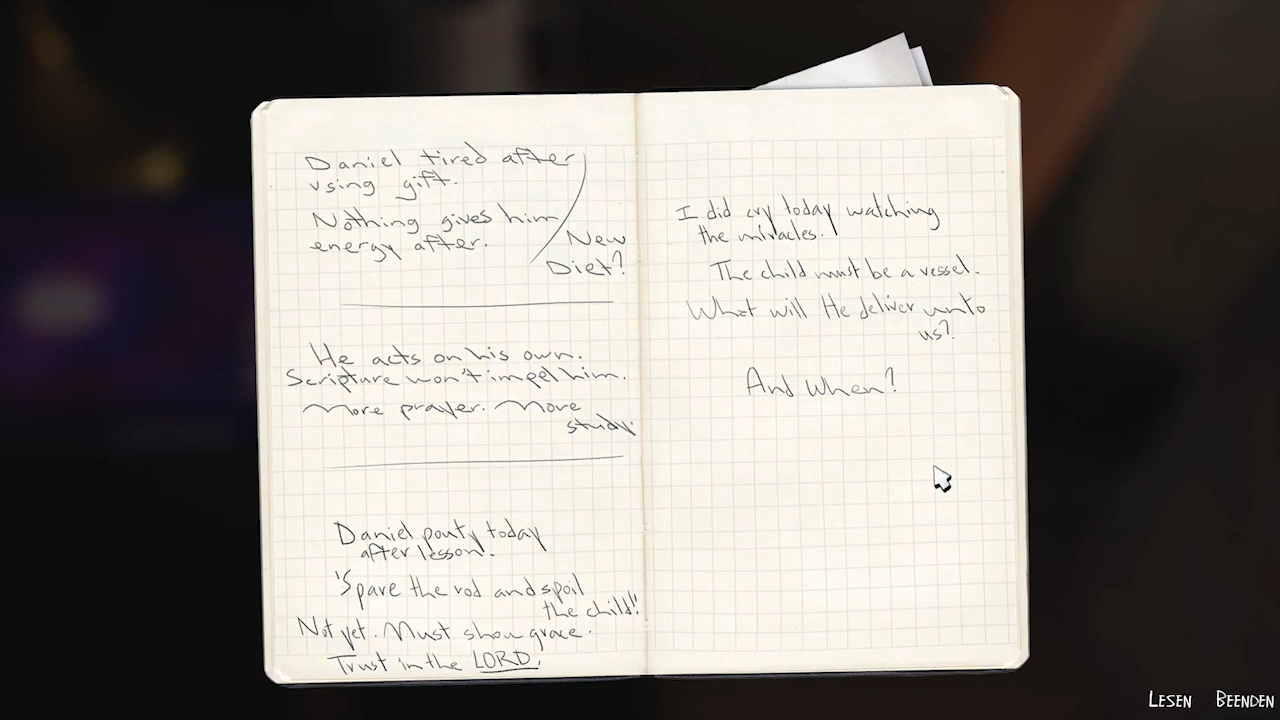 Daniel tired after
using gift.
Nothing gives him
energy after.
New
Diet?
He acts on his own.
Scripture won't impel him.
More prayer. More
study.
Daniel pouty today
after lesson.
'Spare the rod and spoil
the child!'
Not yet. Must show grace.
Trust in the LORD.
I did cry today watching
the miracles.
The child must be a vessel.
What will He deliver unto
us?
And when?
LESEN BEENDEN